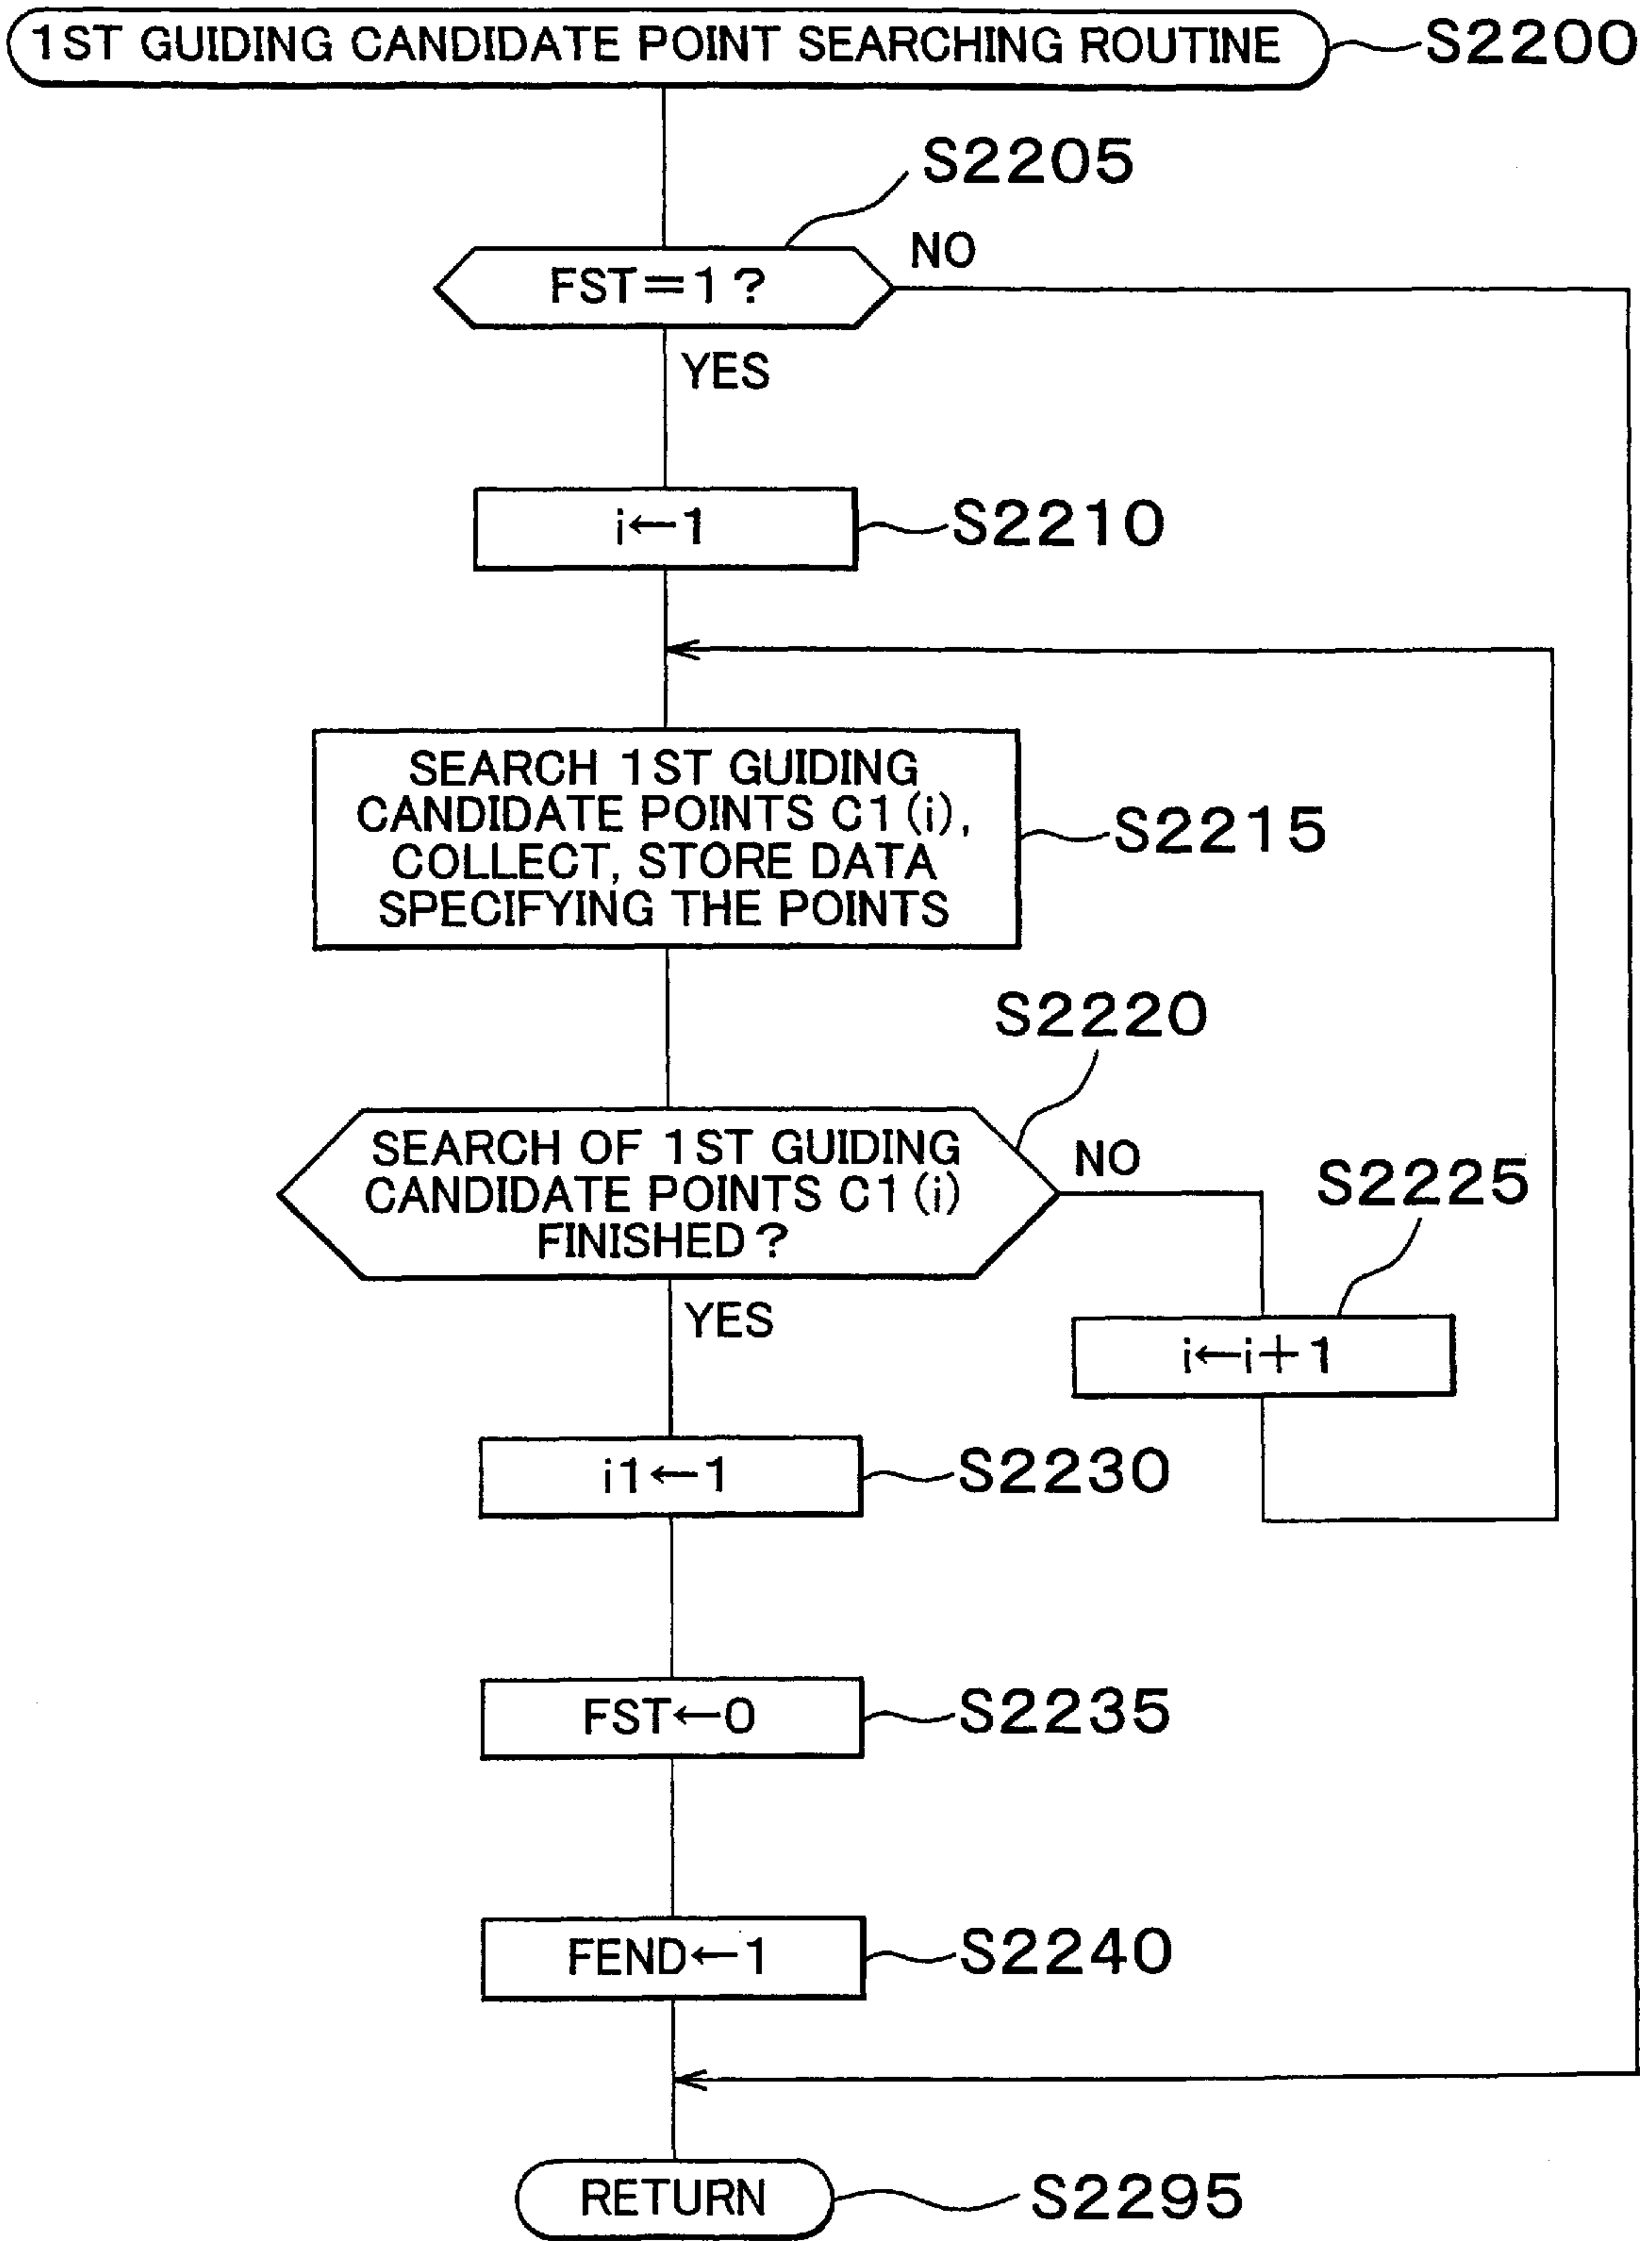 1ST GUIDING CANDIDATE POINT SEARCHING ROUTINE
S2200
S2205
FST=1?
NO
YES
i←1
S2210
SEARCH 1ST GUIDING
CANDIDATE POINTS C1(i),
COLLECT, STORE DATA
SPECIFYING THE POINTS
S2215
S2220
SEARCH OF 1ST GUIDING
CANDIDATE POINTS C1(i)
FINISHED?
NO
YES
S2225
i←i+1
i1←1
S2230
FST←0
S2235
FEND←1
S2240
RETURN
S2295